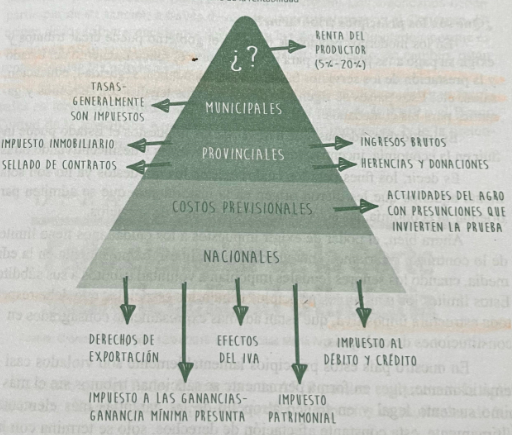 ¿?
RENTA DEL
PRODUCTOR
(5%-20%)
TASAS-
GENERALMENTE
SON IMPUESTOS
MUNICIPALES
IMPUESTO INMOBILIARIO
SELLADO DE CONTRATOS
PROVINCIALES
INGRESOS BRUTOS
HERENCIAS Y DONACIONES
COSTOS PREVISIONALES
ACTIVIDADES DEL AGRO
CON PRESUNCIONES QUE
INVIERTEN LA PRUEBA
NACIONALES
DERECHOS DE
EXPORTACIÓN
EFECTOS
DEL IVA
IMPUESTO AL
DÉBITO Y CRÉDITO
IMPUESTO A LAS GANANCIAS-
GANANCIA MÍNIMA PRESUNTA
IMPUESTO
PATRIMONIAL